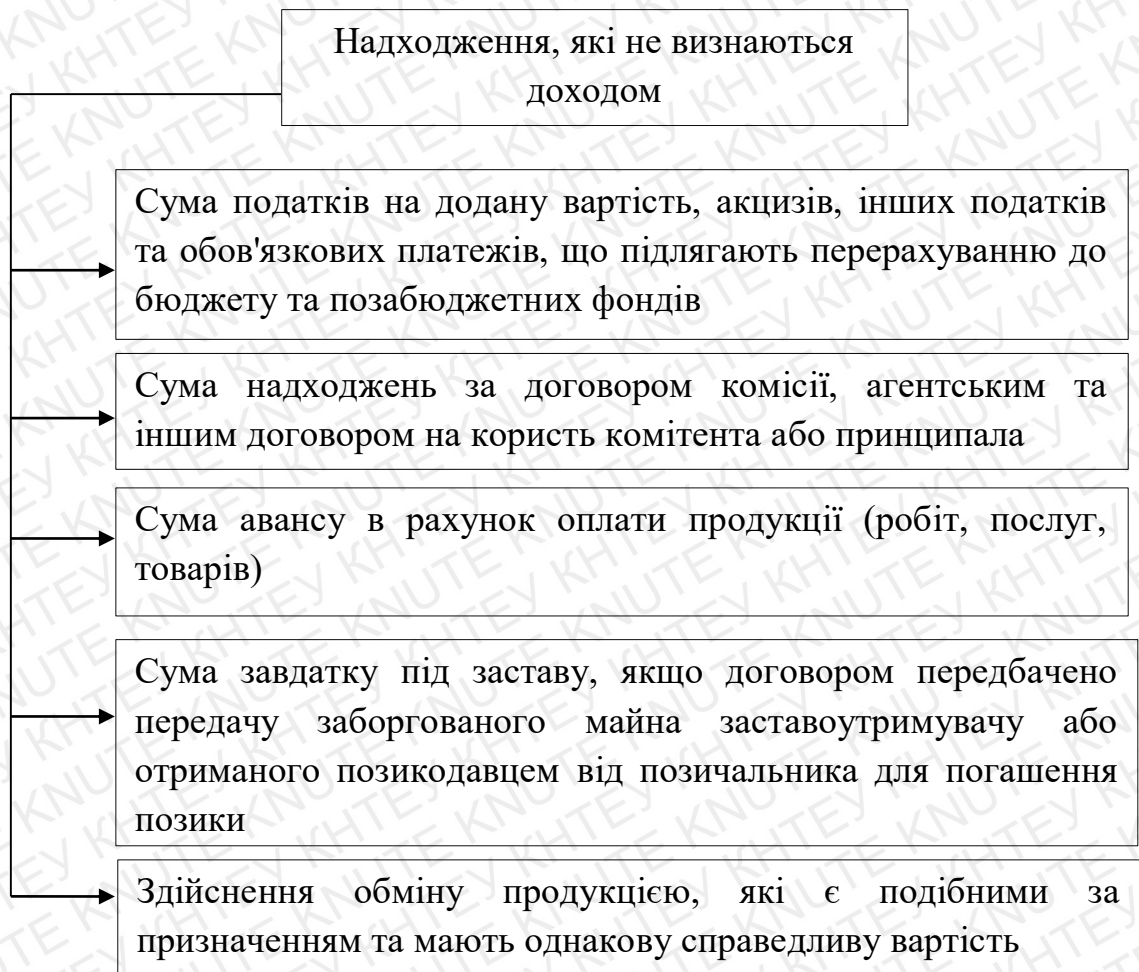 Надходження, які не визнаються
доходом
Сума податків на додану вартість, акцизів, інших податків
та обов'язкових платежів, що підлягають перерахуванню до
бюджету та позабюджетних фондів
Сума надходжень за договором комісії, агентським та
іншим договором на користь комітента або принципала
Сума авансу в рахунок оплати продукції (робіт, послуг,
товарів)
Сума завдатку під заставу, якщо договором передбачено
передачу заборгованого майна заставоутримувачу або
отриманого позикодавцем від позичальника для погашення
позики
Здійснення обміну продукцією, які є подібними за
призначенням та мають однакову справедливу вартість